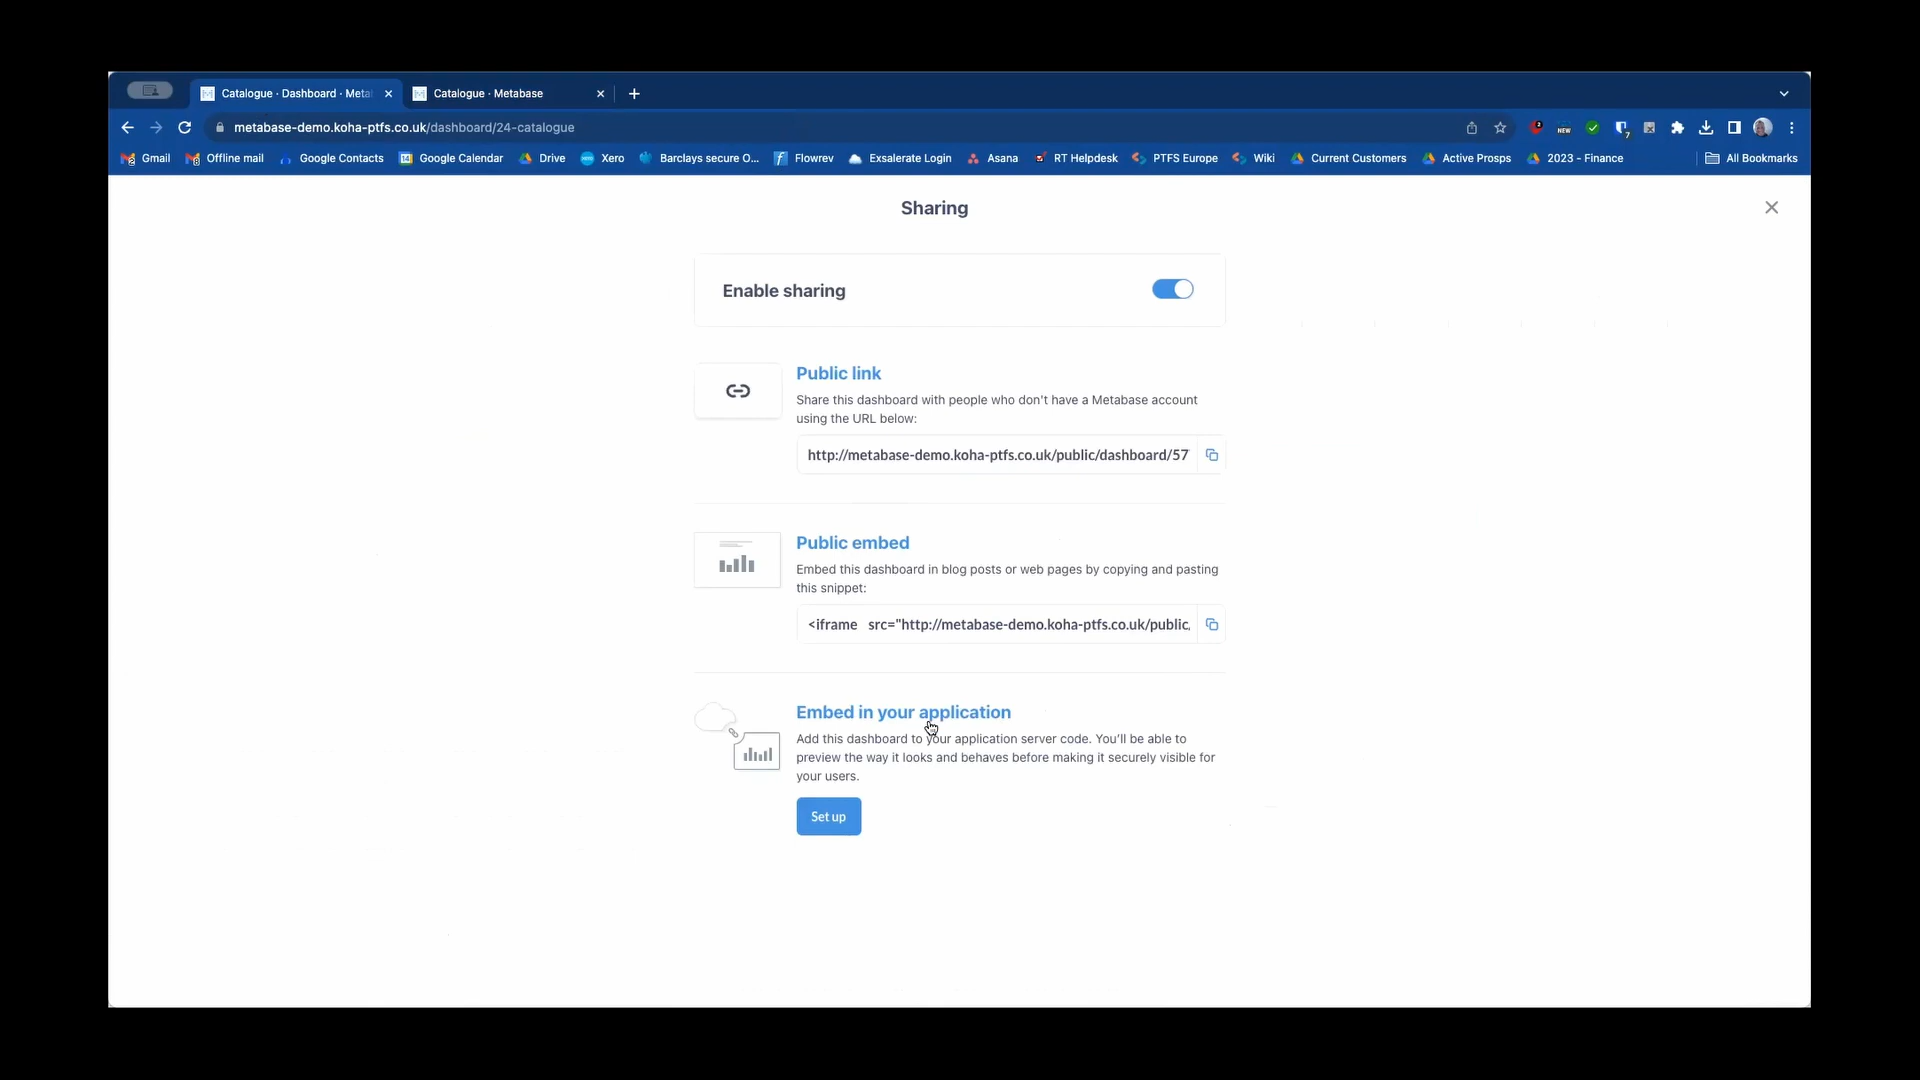 Catalogue · Dashboard · Meta
Catalogue · Metabase
metabase-demo.koha-ptfs.co.uk/dashboard/24-catalogue
NEW
7
Gmail
Offline mail
Google Contacts
Google Calendar
Drive
Xero
Barclays secure O...
Flowrev
Exsalerate Login
Asana
RT Helpdesk
PTFS Europe
Wiki
Current Customers
Active Prosps
2023 - Finance
All Bookmarks
Sharing
Enable sharing
Public link
Share this dashboard with people who don't have a Metabase account
using the URL below:
http://metabase-demo.koha-ptfs.co.uk/public/dashboard/57
Public embed
Embed this dashboard in blog posts or web pages by copying and pasting
this snippet:
<iframe src="http://metabase-demo.koha-ptfs.co.uk/public/
Embed in your application
Add this dashboard to your application server code. You’ll be able to
preview the way it looks and behaves before making it securely visible for
your users.
Set up